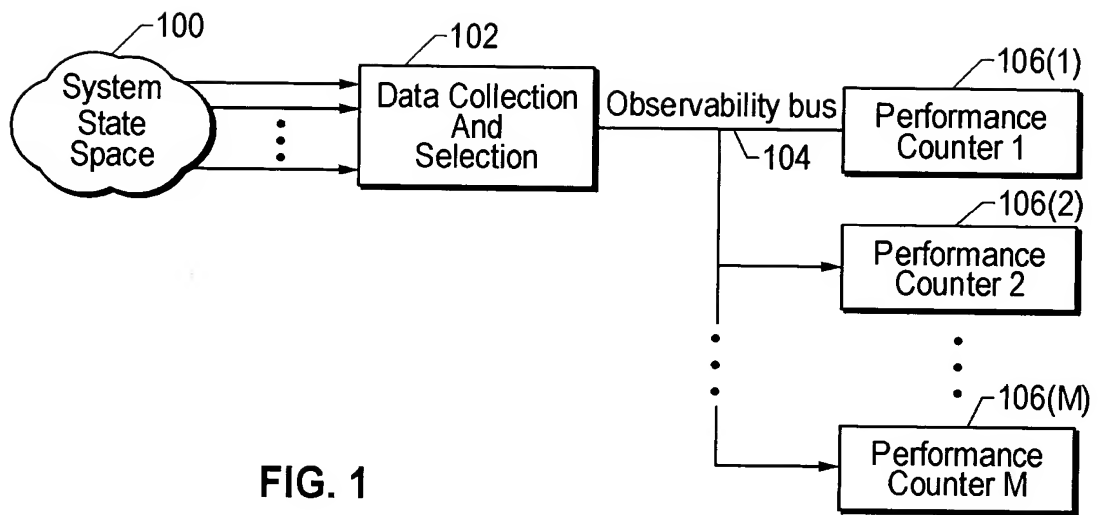 100
System
State
Space
102
Data Collection
And
Selection
Observability bus
104
106(1)
Performance
Counter 1
106(2)
Performance
Counter 2
106(M)
Performance
Counter M
FIG. 1